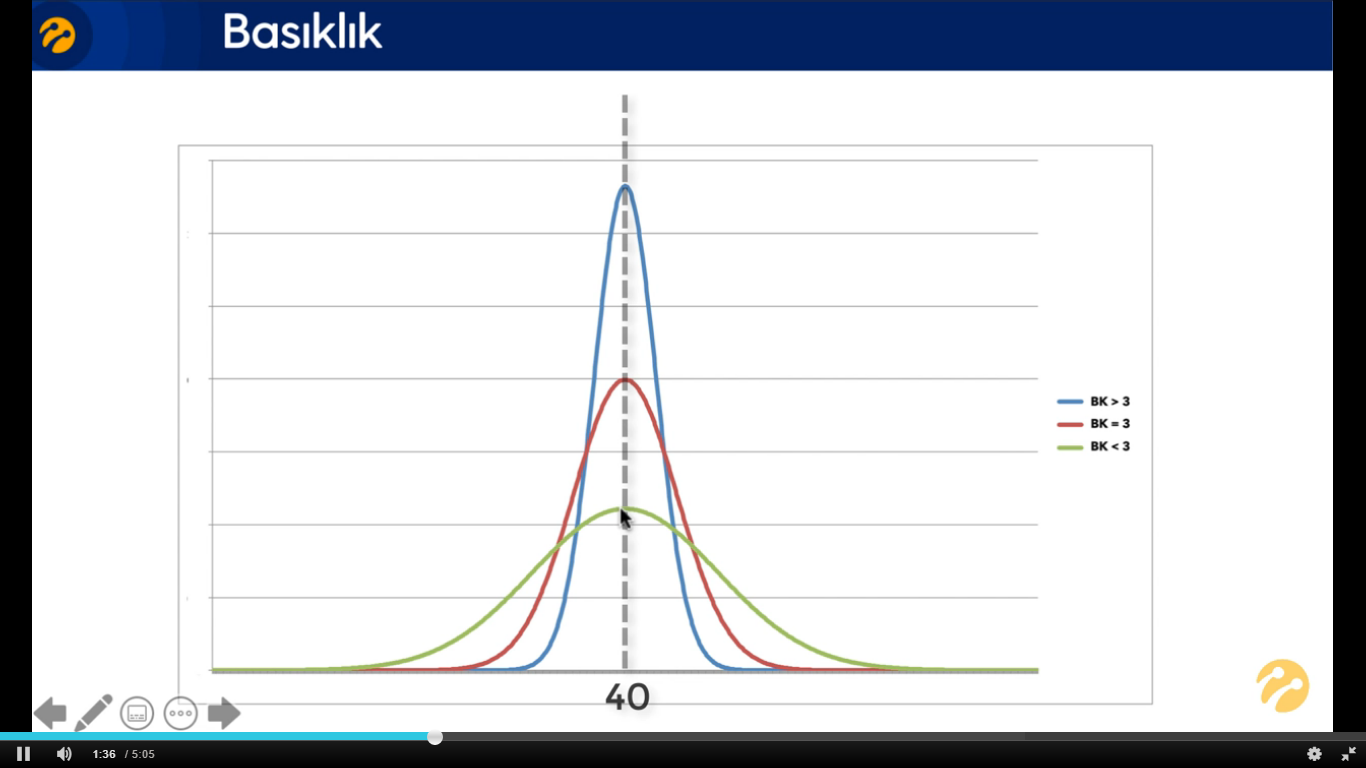 Basıklık
BK > 3
BK = 3
BK < 3
40
1:36 / 5:05